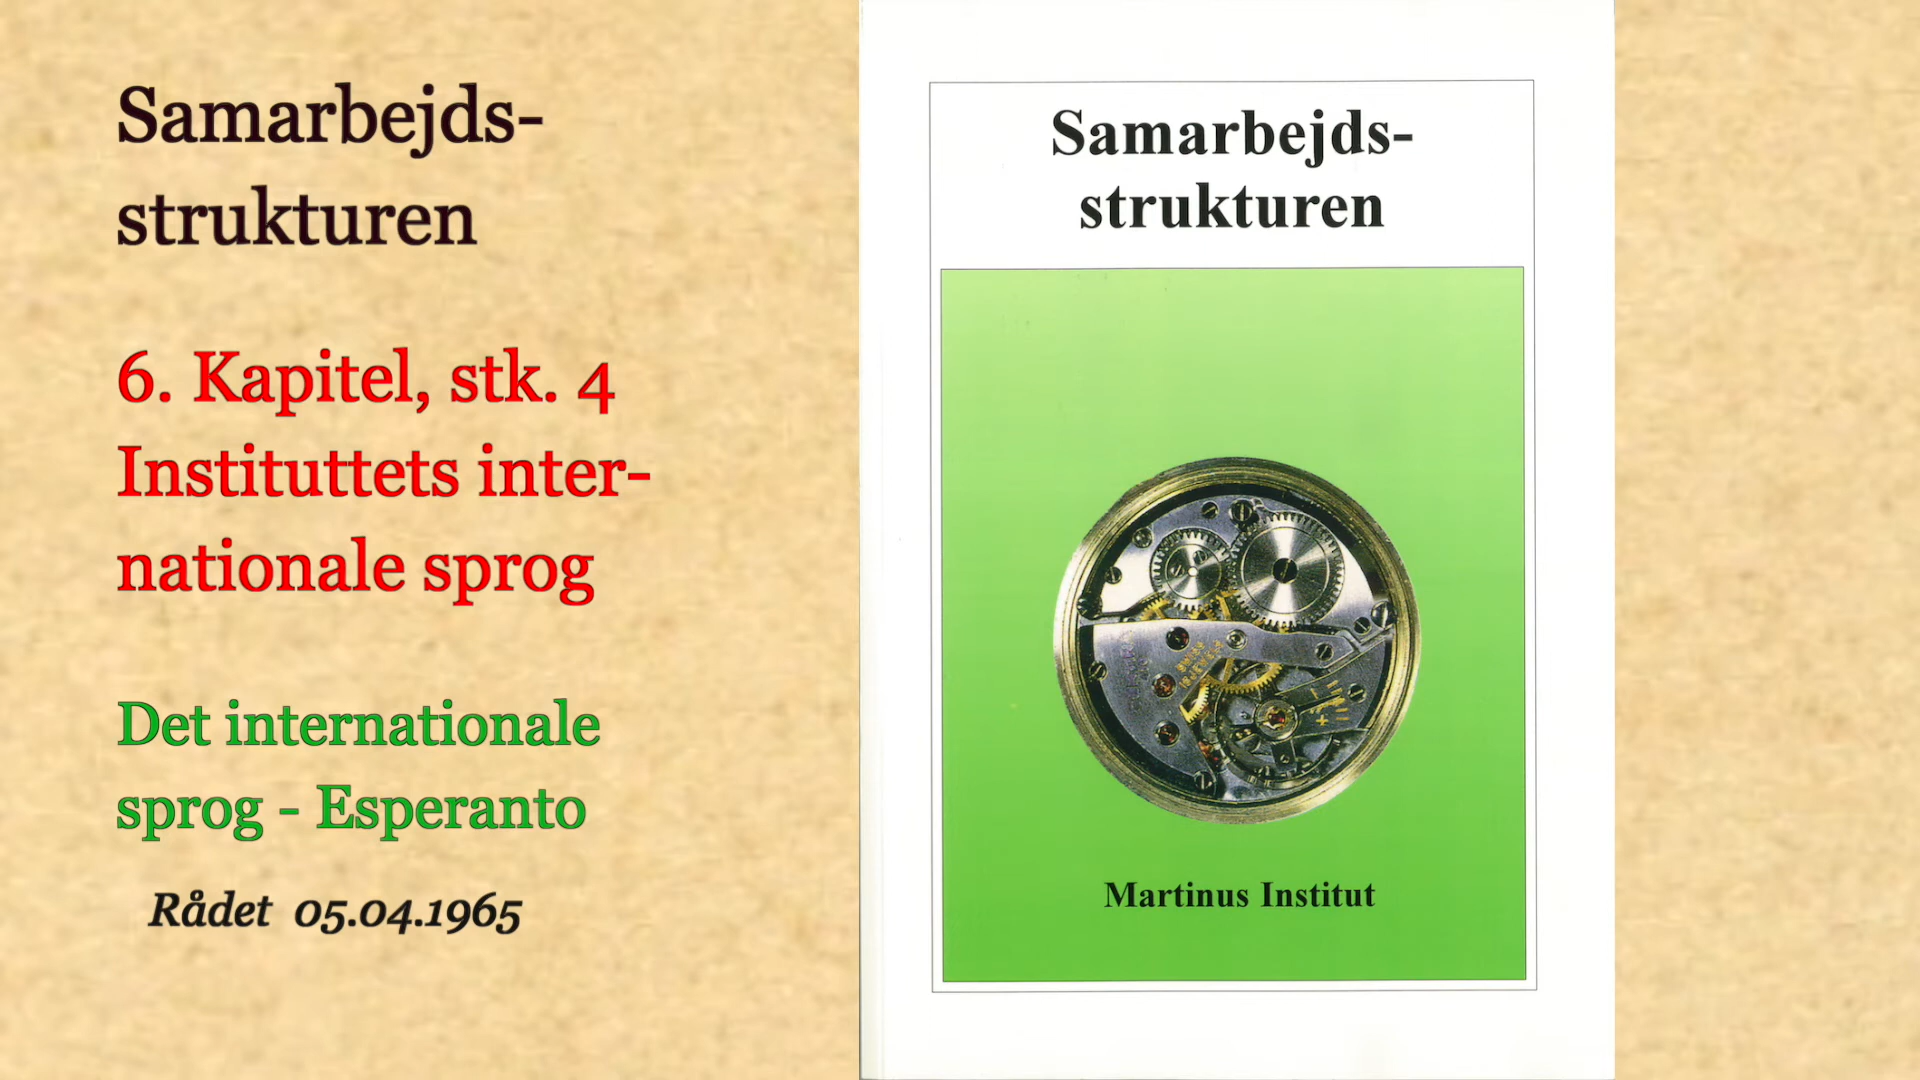 Samarbejds-
strukturen
6. Kapitel, stk. 4
Instituttets inter-
nationale sprog
Det internationale
sprog - Esperanto
Rådet 05.04.1965
Samarbejds-
strukturen
Martinus Institut